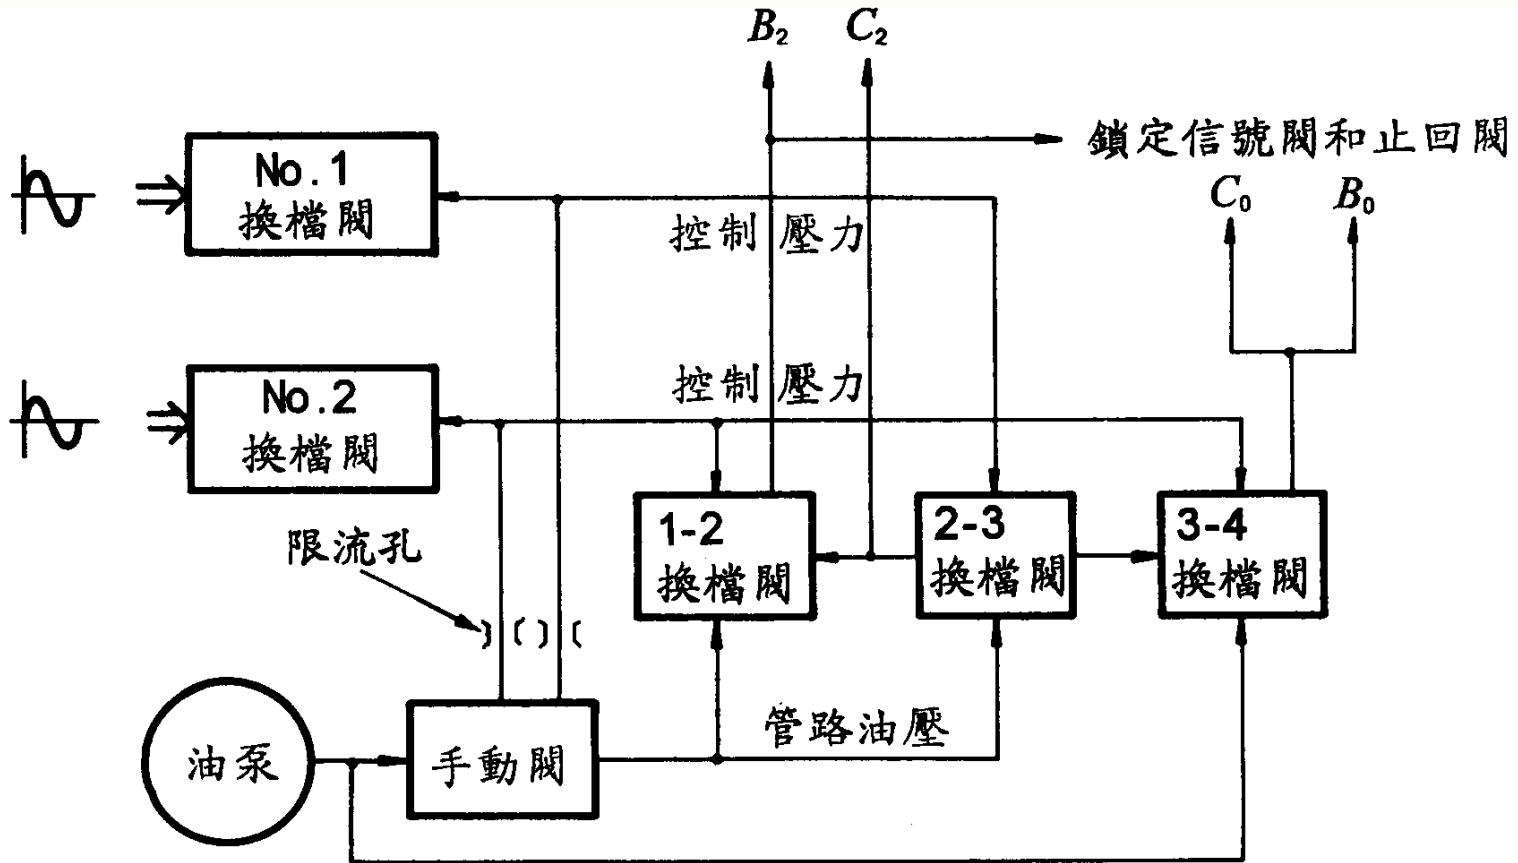 B₂ C₂
鎖定信號閥和止回閥
No.1
換檔閥
C₀ B₀
控制壓力
No.2
換檔閥
控制壓力
1-2
換檔閥
2-3
換檔閥
3-4
換檔閥
限流孔
管路油壓
油泵
手動閥